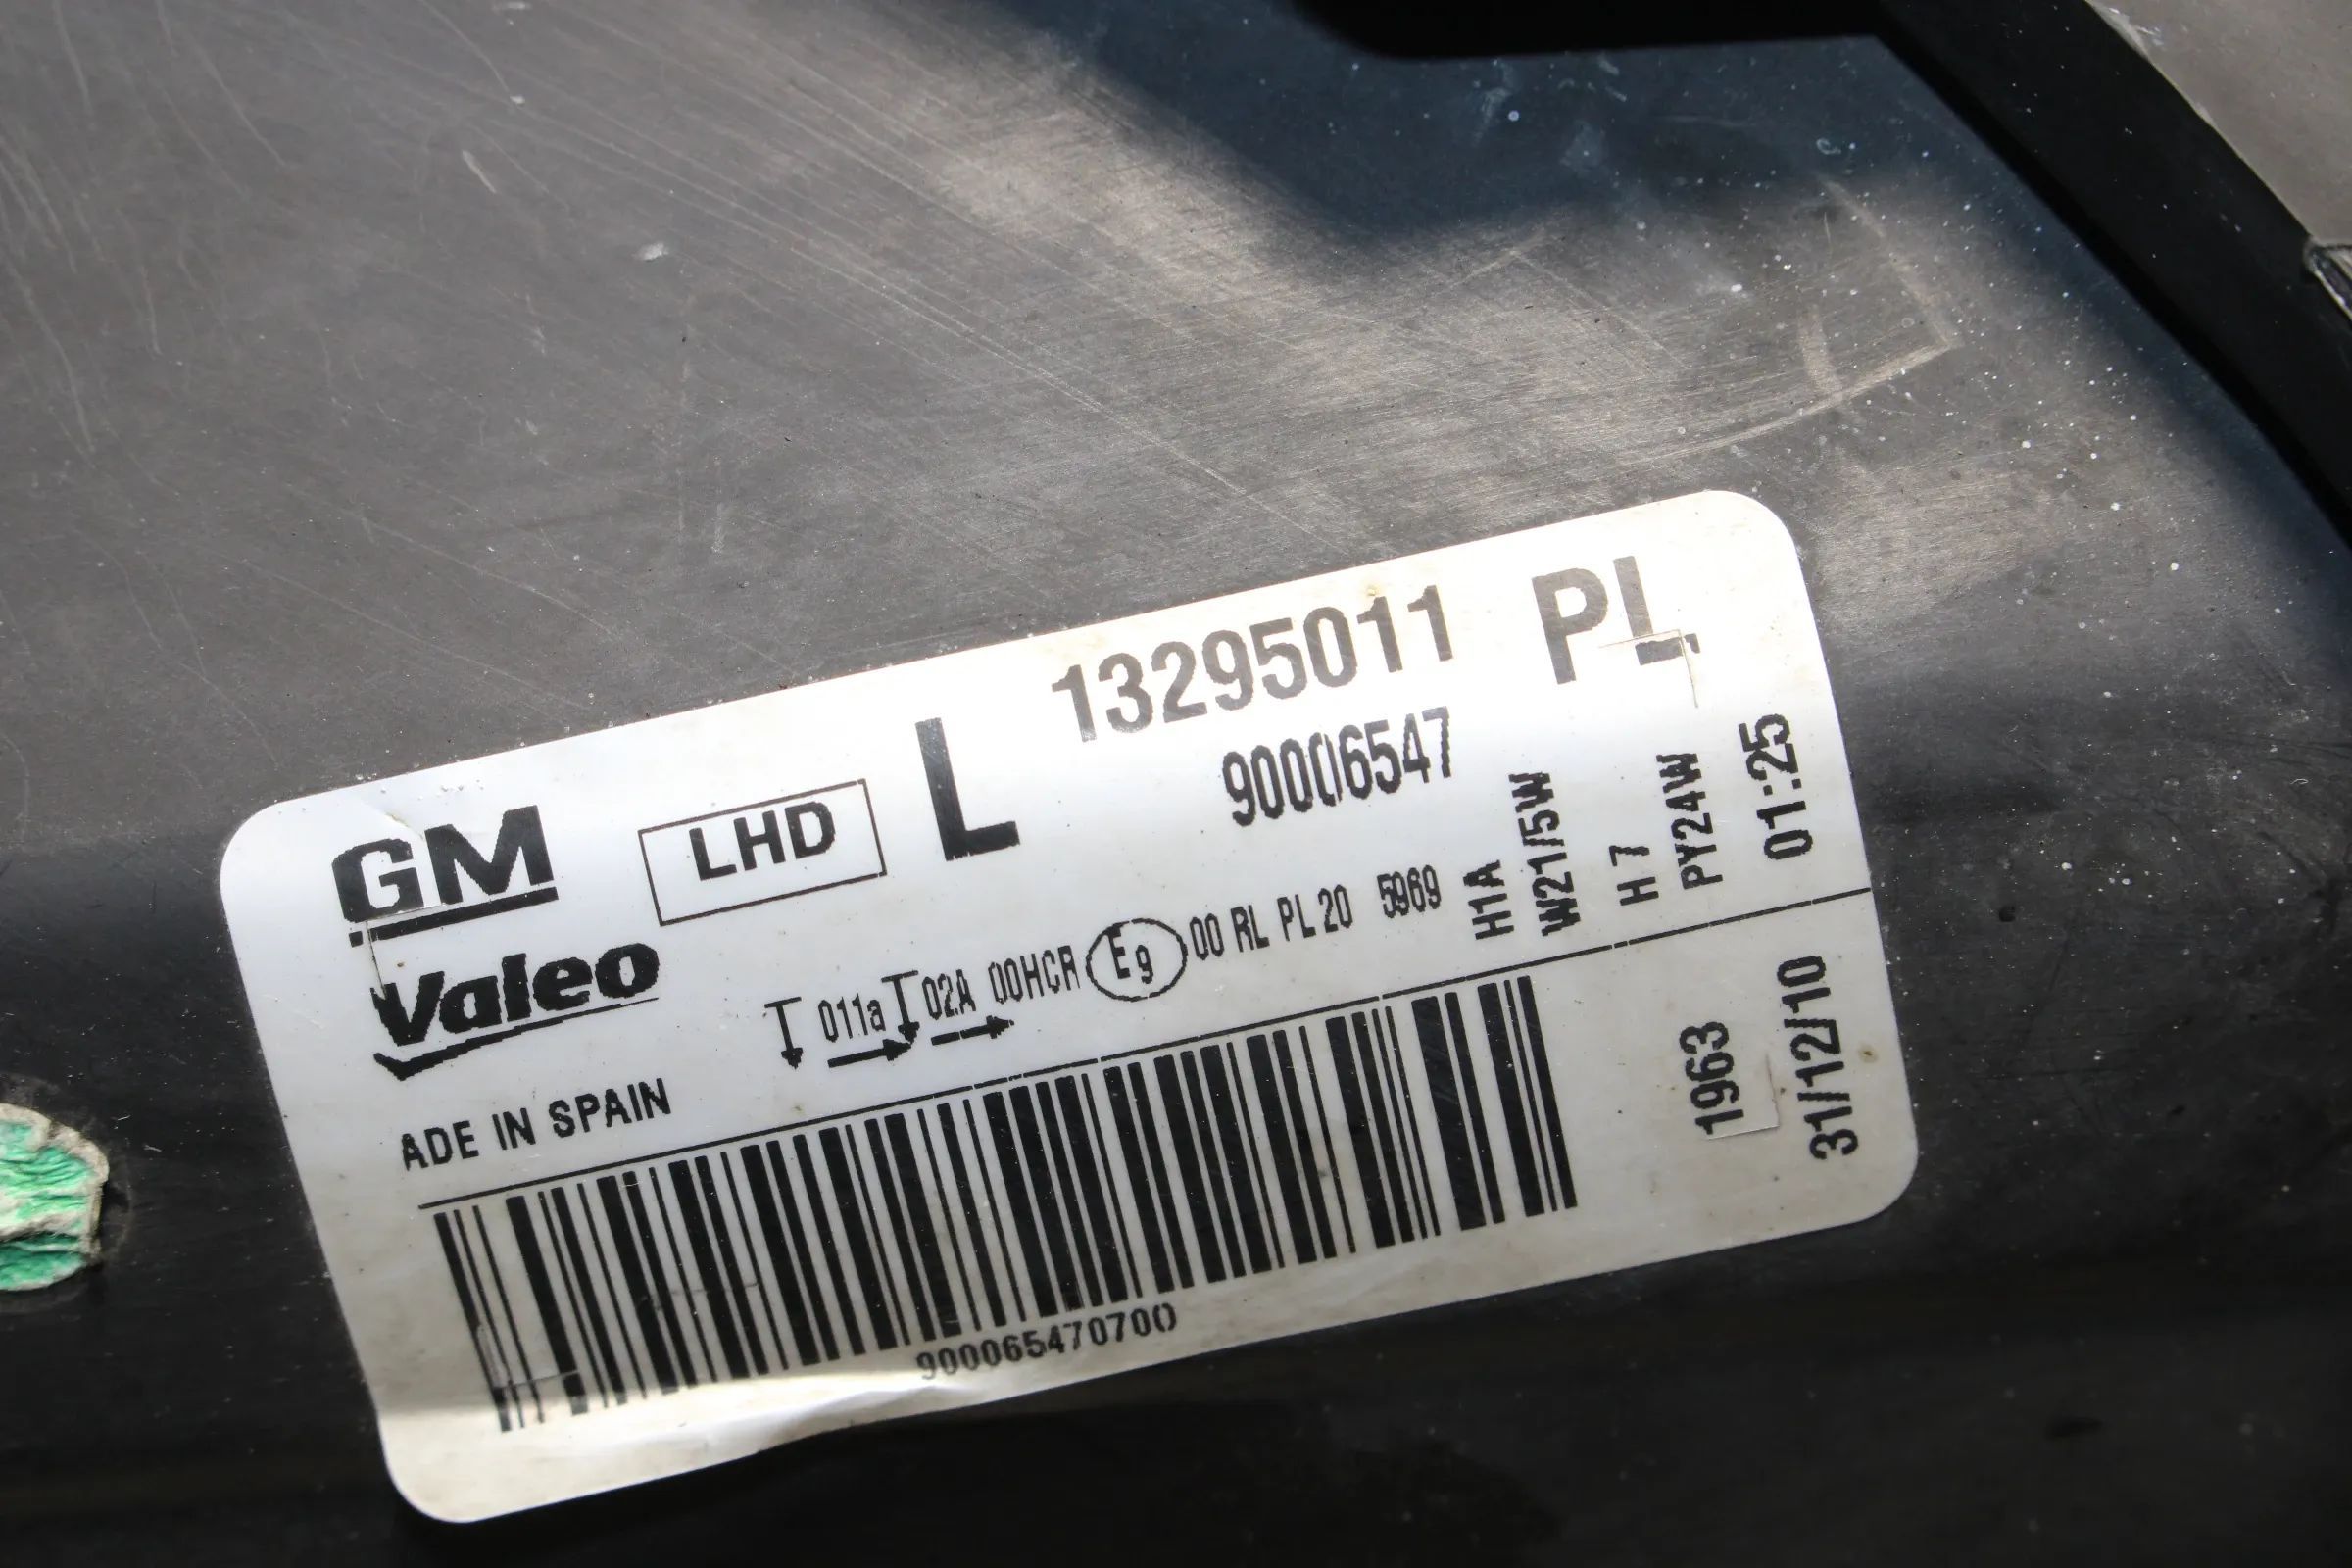 13295011 PL
GM LHD L 90006547
Valeo
011a 02A 00HCR E9 00 RL PL 20 5969
H1A
W21/5W
H7
PY24W
01:25
ADE IN SPAIN
1963
31/12/10
900065470700